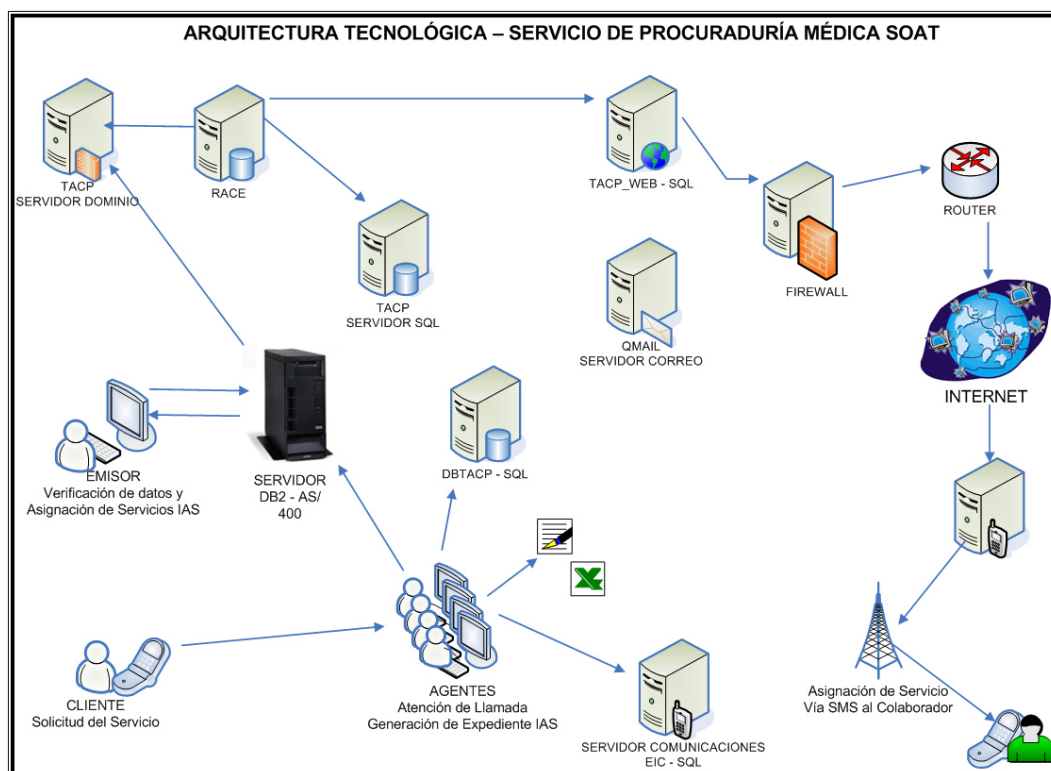 ARQUITECTURA TECNOLÓGICA – SERVICIO DE PROCURADURÍA MÉDICA SOAT
TACP
SERVIDOR DOMINIO
RACE
TACP_WEB - SQL
ROUTER
FIREWALL
TACP
SERVIDOR SQL
QMAIL
SERVIDOR CORREO
INTERNET
EMISOR
Verificación de datos y
Asignación de Servicios IAS
SERVIDOR
DB2 - AS/
400
DBTACP - SQL
CLIENTE
Solicitud del Servicio
AGENTES
Atención de Llamada
Generación de Expediente IAS
SERVIDOR COMUNICACIONES
EIC - SQL
Asignación de Servicio
Vía SMS al Colaborador